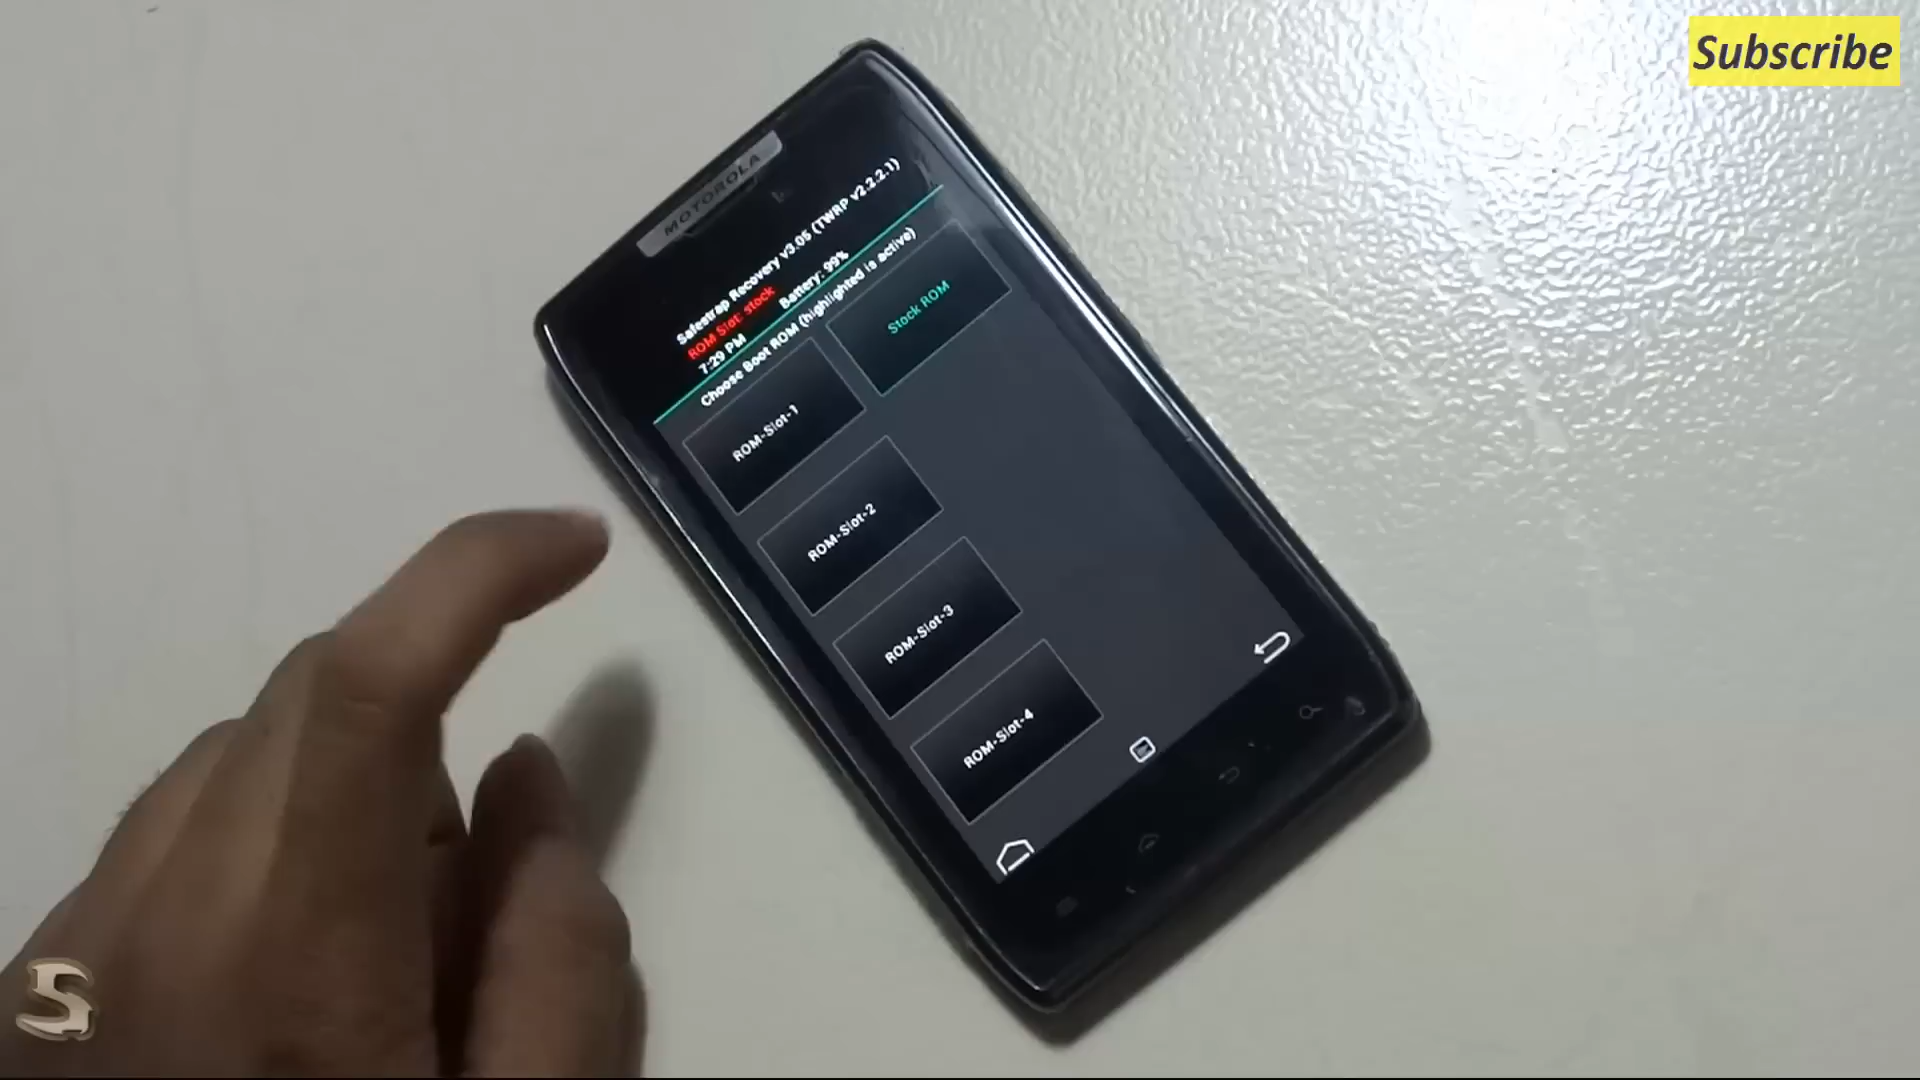 Subscribe
MOTOROLA
Safestrap Recovery v3.05 (TWRP v2.2.2.1)
ROM Slot: stock
7:29 PM Battery: 99%
Choose Boot ROM (highlighted is active)
ROM-Slot-1
Stock ROM
ROM-Slot-2
ROM-Slot-3
ROM-Slot-4
S